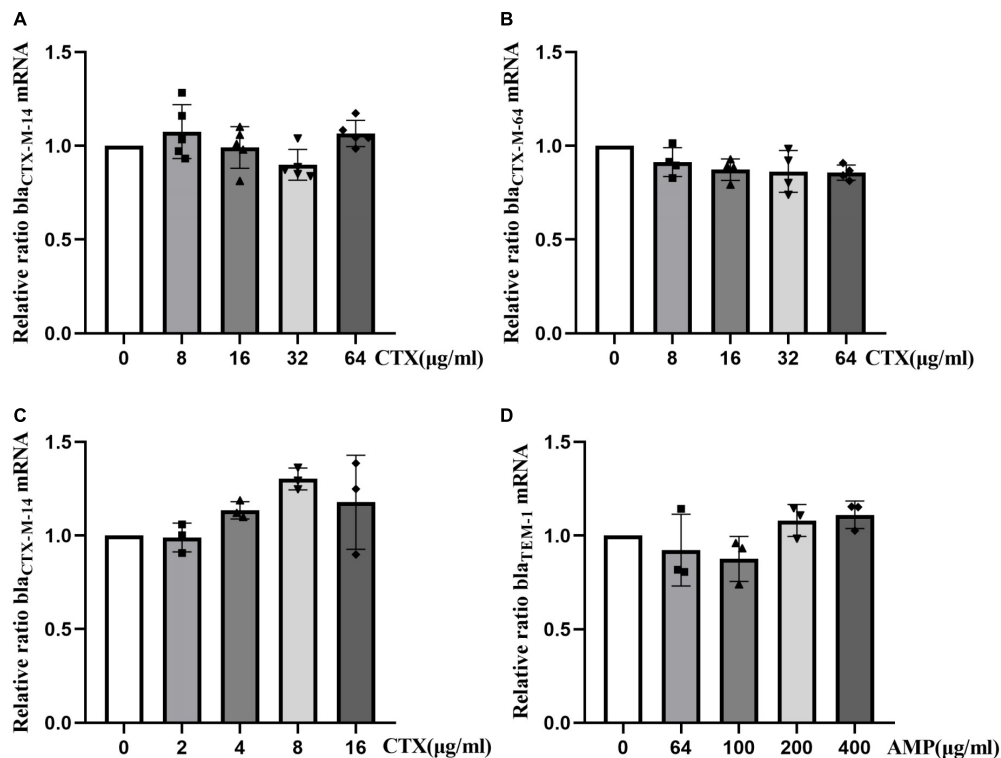 A
Relative ratio blaCTX-M-14 mRNA
1.5
1.0
0.5
0.0
0 8 16 32 64 CTX(μg/ml)
B
Relative ratio blaCTX-M-64 mRNA
1.5
1.0
0.5
0.0
0 8 16 32 64 CTX(μg/ml)
C
Relative ratio blaCTX-M-14 mRNA
1.5
1.0
0.5
0.0
0 2 4 8 16 CTX(μg/ml)
D
Relative ratio blaTEM-1 mRNA
1.5
1.0
0.5
0.0
0 64 100 200 400 AMP(μg/ml)